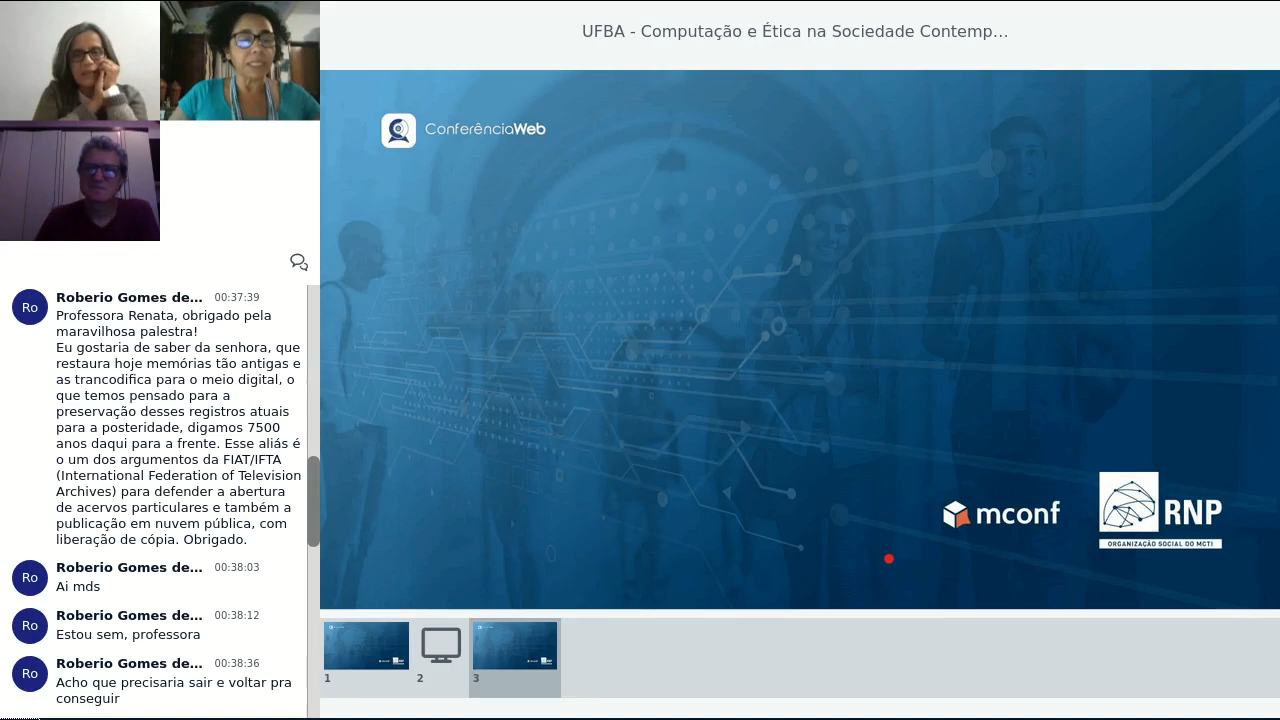 UFBA - Computação e Ética na Sociedade Contemp...
ConferênciaWeb
Ro
Roberio Gomes de... 00:37:39
Professora Renata, obrigado pela
maravilhosa palestra!
Eu gostaria de saber da senhora, que
restaura hoje memórias tão antigas e
as trancodifica para o meio digital, o
que temos pensado para a
preservação desses registros atuais
para a posteridade, digamos 7500
anos daqui para a frente. Esse aliás é
o um dos argumentos da FIAT/IFTA
(International Federation of Television
Archives) para defender a abertura
de acervos particulares e também a
publicação em nuvem pública, com
liberação de cópia. Obrigado.
Ro
Roberio Gomes de... 00:38:03
Ai mds
Ro
Roberio Gomes de... 00:38:12
Estou sem, professora
Ro
Roberio Gomes de... 00:38:36
Acho que precisaria sair e voltar pra
conseguir
mconf
RNP
ORGANIZAÇÃO SOCIAL DO MCTI
1
2
3